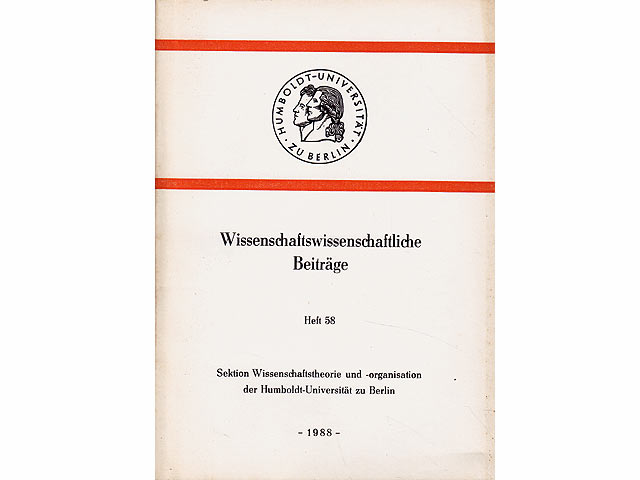 · HUMBOLDT-UNIVERSITÄT ·
ZU BERLIN
Wissenschaftswissenschaftliche
Beiträge
Heft 58
Sektion Wissenschaftstheorie und -organisation
der Humboldt-Universität zu Berlin
- 1988 -